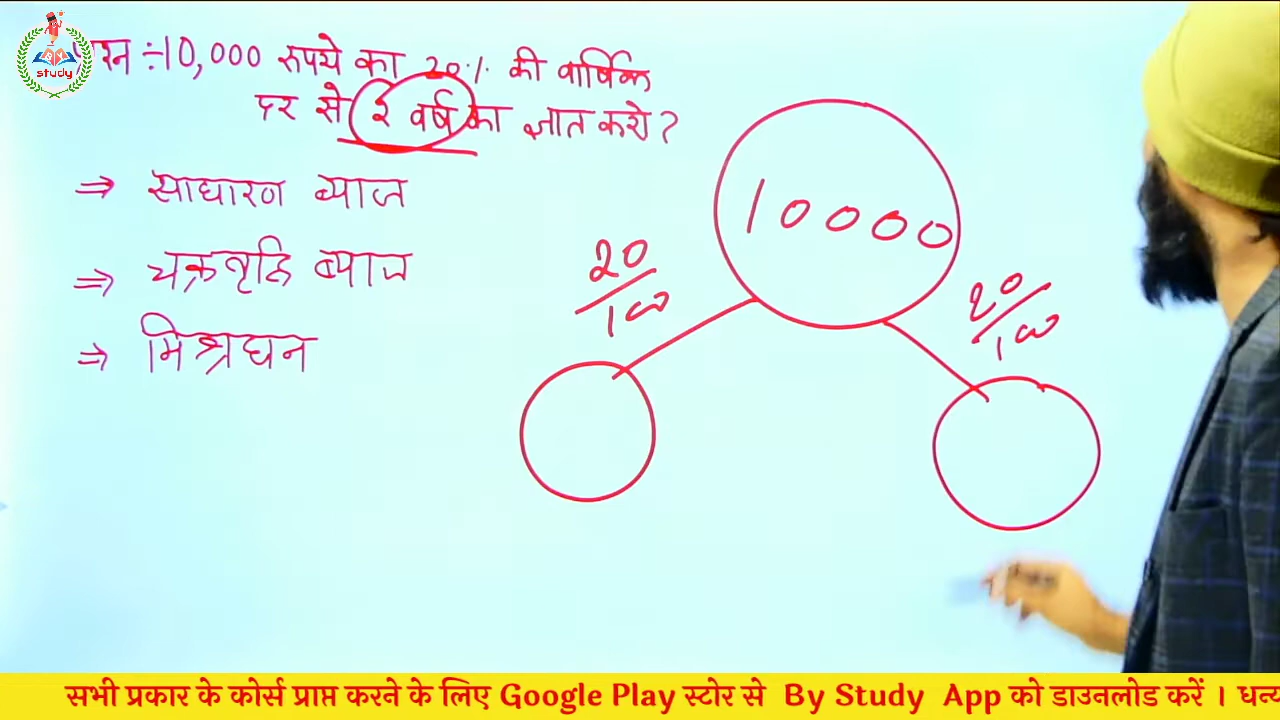 study
प्रश्न ÷ 10,000 रुपये का 20% की वार्षिक
दर से 2 वर्ष का ज्ञात करो ?
⇒ साधारण ब्याज
⇒ चक्रवृद्धि ब्याज
⇒ मिश्रधन
10000
20/100
20/100
सभी प्रकार के कोर्स प्राप्त करने के लिए Google Play स्टोर से By Study App को डाउनलोड करें । धन्य